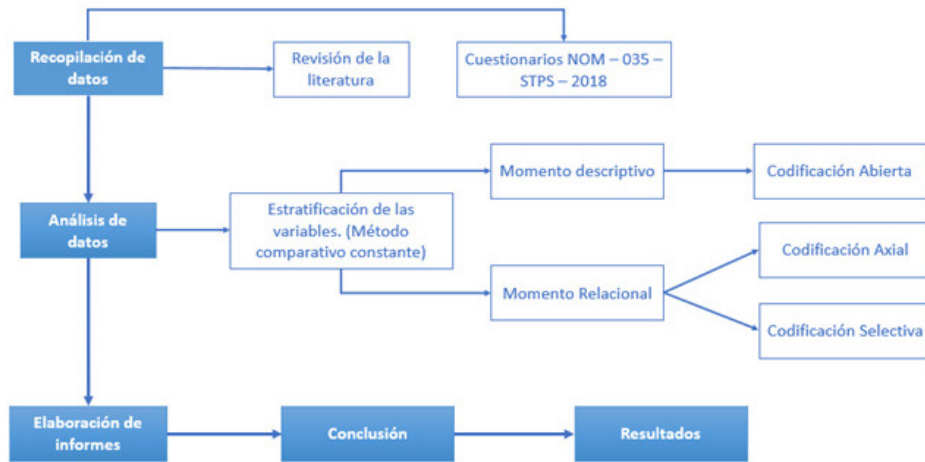 Recopilación de
datos
Revisión de la
literatura
Cuestionarios NOM – 035 –
STPS – 2018
Momento descriptivo
Codificación Abierta
Análisis de
datos
Estratificación de las
variables. (Método
comparativo constante)
Codificación Axial
Momento Relacional
Codificación Selectiva
Elaboración de
informes
Conclusión
Resultados